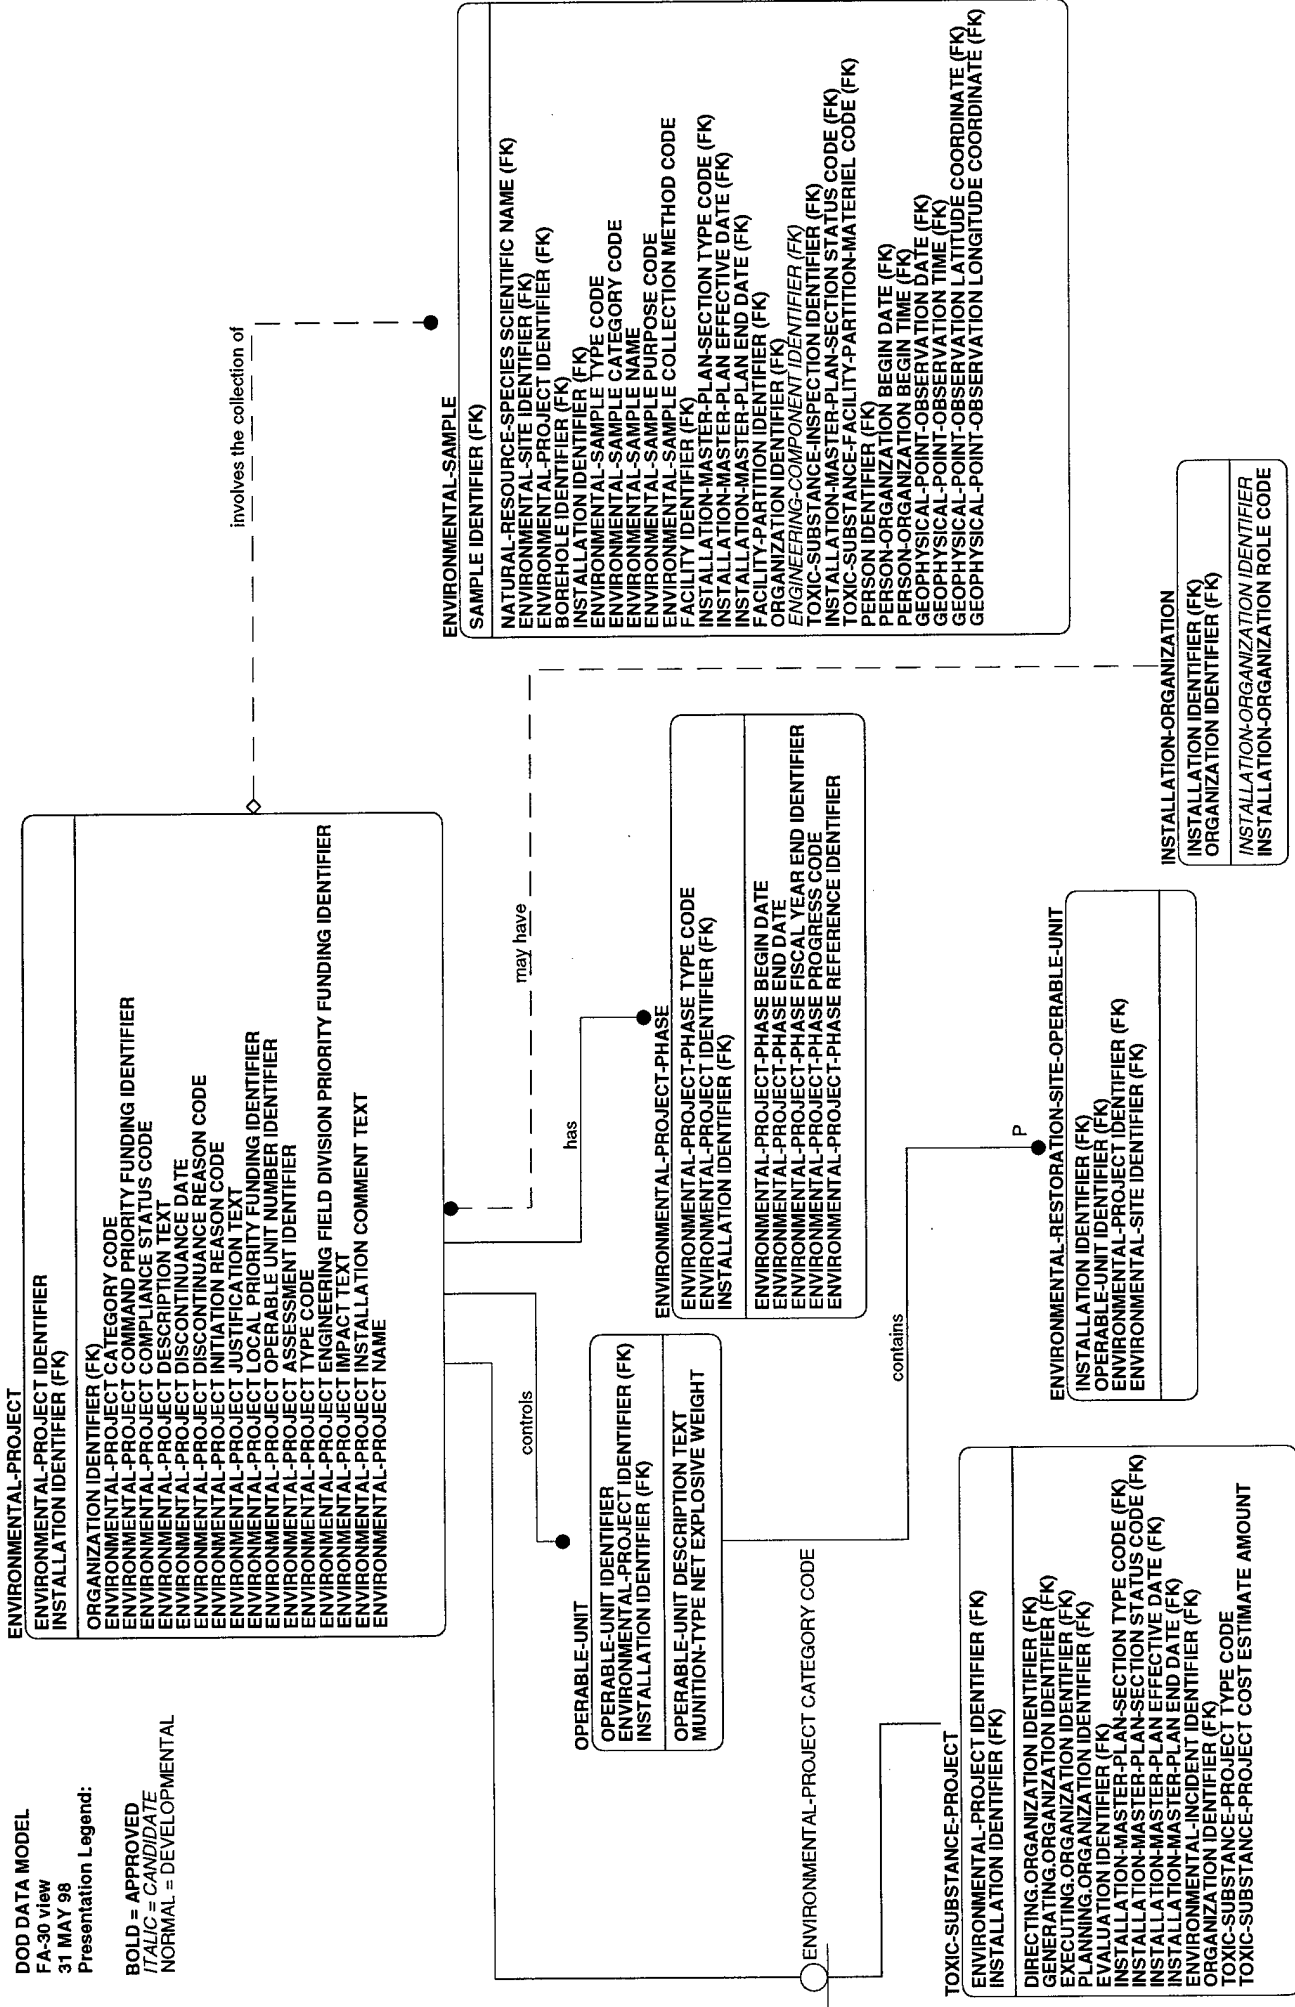 DOD DATA MODEL
FA-30 view
31 MAY 98
Presentation Legend:
BOLD = APPROVED
ITALIC = CANDIDATE
NORMAL = DEVELOPMENTAL
ENVIRONMENTAL-PROJECT
ENVIRONMENTAL-PROJECT IDENTIFIER
INSTALLATION IDENTIFIER (FK)
ORGANIZATION IDENTIFIER (FK)
ENVIRONMENTAL-PROJECT CATEGORY CODE
ENVIRONMENTAL-PROJECT COMMAND PRIORITY FUNDING IDENTIFIER
ENVIRONMENTAL-PROJECT COMPLIANCE STATUS CODE
ENVIRONMENTAL-PROJECT DESCRIPTION TEXT
ENVIRONMENTAL-PROJECT DISCONTINUANCE DATE
ENVIRONMENTAL-PROJECT DISCONTINUANCE REASON CODE
ENVIRONMENTAL-PROJECT INITIATION REASON CODE
ENVIRONMENTAL-PROJECT JUSTIFICATION TEXT
ENVIRONMENTAL-PROJECT LOCAL PRIORITY FUNDING IDENTIFIER
ENVIRONMENTAL-PROJECT OPERABLE UNIT NUMBER IDENTIFIER
ENVIRONMENTAL-PROJECT ASSESSMENT IDENTIFIER
ENVIRONMENTAL-PROJECT TYPE CODE
ENVIRONMENTAL-PROJECT ENGINEERING FIELD DIVISION PRIORITY FUNDING IDENTIFIER
ENVIRONMENTAL-PROJECT IMPACT TEXT
ENVIRONMENTAL-PROJECT INSTALLATION COMMENT TEXT
ENVIRONMENTAL-PROJECT NAME
involves the collection of
may have
has
controls
ENVIRONMENTAL-SAMPLE
SAMPLE IDENTIFIER (FK)
NATURAL-RESOURCE-SPECIES SCIENTIFIC NAME (FK)
ENVIRONMENTAL-SITE IDENTIFIER (FK)
ENVIRONMENTAL-PROJECT IDENTIFIER (FK)
BOREHOLE IDENTIFIER (FK)
INSTALLATION IDENTIFIER (FK)
ENVIRONMENTAL-SAMPLE TYPE CODE
ENVIRONMENTAL-SAMPLE CATEGORY CODE
ENVIRONMENTAL-SAMPLE NAME
ENVIRONMENTAL-SAMPLE PURPOSE CODE
ENVIRONMENTAL-SAMPLE COLLECTION METHOD CODE
FACILITY IDENTIFIER (FK)
INSTALLATION-MASTER-PLAN-SECTION TYPE CODE (FK)
INSTALLATION-MASTER-PLAN EFFECTIVE DATE (FK)
INSTALLATION-MASTER-PLAN END DATE (FK)
FACILITY-PARTITION IDENTIFIER (FK)
ORGANIZATION IDENTIFIER (FK)
ENGINEERING-COMPONENT IDENTIFIER (FK)
TOXIC-SUBSTANCE-INSPECTION IDENTIFIER (FK)
INSTALLATION-MASTER-PLAN-SECTION STATUS CODE (FK)
TOXIC-SUBSTANCE-FACILITY-PARTITION-MATERIEL CODE (FK)
PERSON IDENTIFIER (FK)
PERSON-ORGANIZATION BEGIN DATE (FK)
PERSON-ORGANIZATION BEGIN TIME (FK)
GEOPHYSICAL-POINT-OBSERVATION DATE (FK)
GEOPHYSICAL-POINT-OBSERVATION TIME (FK)
GEOPHYSICAL-POINT-OBSERVATION LATITUDE COORDINATE (FK)
GEOPHYSICAL-POINT-OBSERVATION LONGITUDE COORDINATE (FK)
OPERABLE-UNIT
OPERABLE-UNIT IDENTIFIER
ENVIRONMENTAL-PROJECT IDENTIFIER (FK)
INSTALLATION IDENTIFIER (FK)
OPERABLE-UNIT DESCRIPTION TEXT
MUNITION-TYPE NET EXPLOSIVE WEIGHT
ENVIRONMENTAL-PROJECT-PHASE
ENVIRONMENTAL-PROJECT-PHASE TYPE CODE
ENVIRONMENTAL-PROJECT IDENTIFIER (FK)
INSTALLATION IDENTIFIER (FK)
ENVIRONMENTAL-PROJECT-PHASE BEGIN DATE
ENVIRONMENTAL-PROJECT-PHASE END DATE
ENVIRONMENTAL-PROJECT-PHASE FISCAL YEAR END IDENTIFIER
ENVIRONMENTAL-PROJECT-PHASE PROGRESS CODE
ENVIRONMENTAL-PROJECT-PHASE REFERENCE IDENTIFIER
ENVIRONMENTAL-PROJECT CATEGORY CODE
contains
P
TOXIC-SUBSTANCE-PROJECT
ENVIRONMENTAL-PROJECT IDENTIFIER (FK)
INSTALLATION IDENTIFIER (FK)
DIRECTING.ORGANIZATION IDENTIFIER (FK)
GENERATING.ORGANIZATION IDENTIFIER (FK)
EXECUTING.ORGANIZATION IDENTIFIER (FK)
PLANNING.ORGANIZATION IDENTIFIER (FK)
EVALUATION IDENTIFIER (FK)
INSTALLATION-MASTER-PLAN-SECTION TYPE CODE (FK)
INSTALLATION-MASTER-PLAN-SECTION STATUS CODE (FK)
INSTALLATION-MASTER-PLAN EFFECTIVE DATE (FK)
INSTALLATION-MASTER-PLAN END DATE (FK)
ENVIRONMENTAL-INCIDENT IDENTIFIER (FK)
ORGANIZATION IDENTIFIER (FK)
TOXIC-SUBSTANCE-PROJECT TYPE CODE
TOXIC-SUBSTANCE-PROJECT COST ESTIMATE AMOUNT
ENVIRONMENTAL-RESTORATION-SITE-OPERABLE-UNIT
INSTALLATION IDENTIFIER (FK)
OPERABLE-UNIT IDENTIFIER (FK)
ENVIRONMENTAL-PROJECT IDENTIFIER (FK)
ENVIRONMENTAL-SITE IDENTIFIER (FK)
INSTALLATION-ORGANIZATION
INSTALLATION IDENTIFIER (FK)
ORGANIZATION IDENTIFIER (FK)
INSTALLATION-ORGANIZATION IDENTIFIER
INSTALLATION-ORGANIZATION ROLE CODE